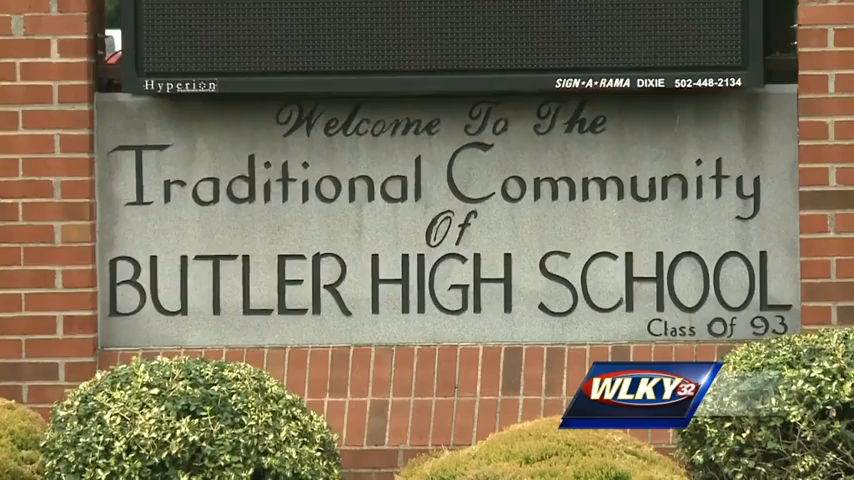 Hyperion
SIGN•A•RAMA DIXIE 502-448-2134
Welcome To The
Traditional Community
Of
BUTLER HIGH SCHOOL
Class Of 93
WLKY 32